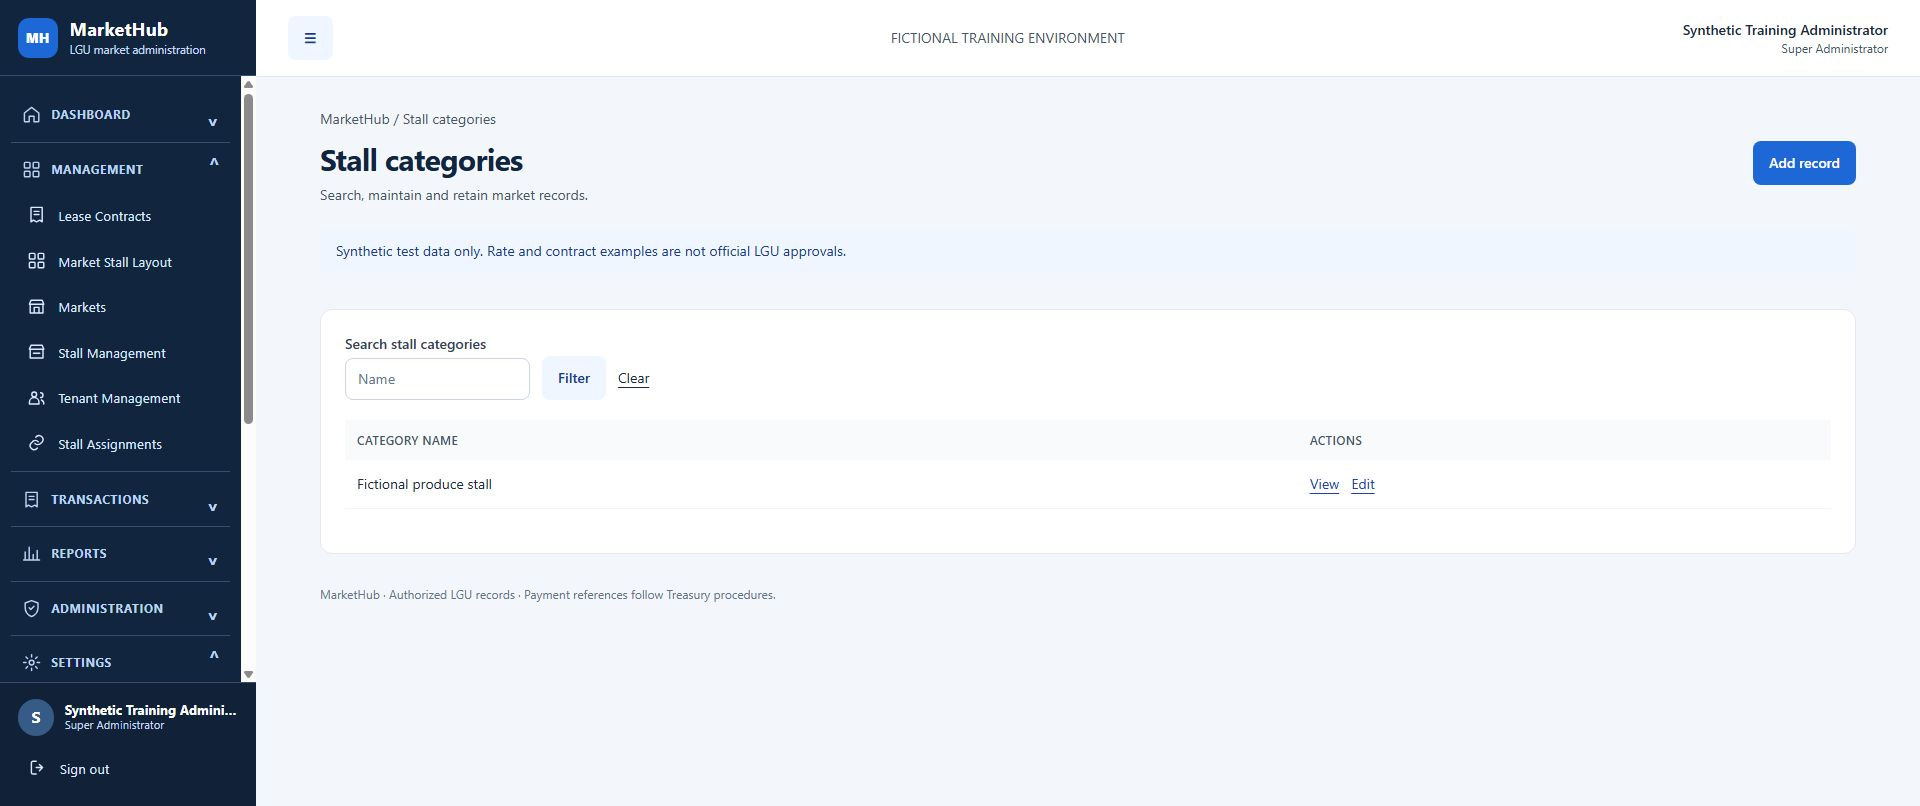 MH
MarketHub
LGU market administration
☰
FICTIONAL TRAINING ENVIRONMENT
Synthetic Training Administrator
Super Administrator
DASHBOARD
MANAGEMENT
Lease Contracts
Market Stall Layout
Markets
Stall Management
Tenant Management
Stall Assignments
TRANSACTIONS
REPORTS
ADMINISTRATION
SETTINGS
S
Synthetic Training Admini...
Super Administrator
Sign out
MarketHub / Stall categories
Stall categories
Add record
Search, maintain and retain market records.
Synthetic test data only. Rate and contract examples are not official LGU approvals.
Search stall categories
Name
Filter
Clear
CATEGORY NAME ACTIONS
Fictional produce stall View Edit
MarketHub · Authorized LGU records · Payment references follow Treasury procedures.